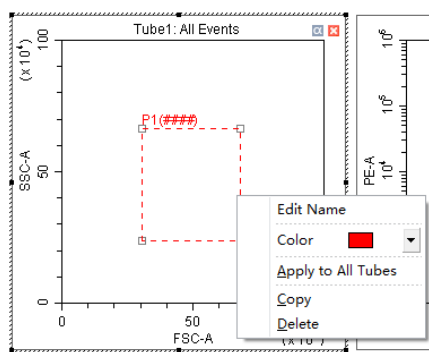 Tube1: All Events
α
(x10⁴)
100
50
0
SSC-A
P1(####)
0
50
FSC-A
10⁶
10⁵
10⁴
PE-A
Edit Name
Color
Apply to All Tubes
Copy
Delete